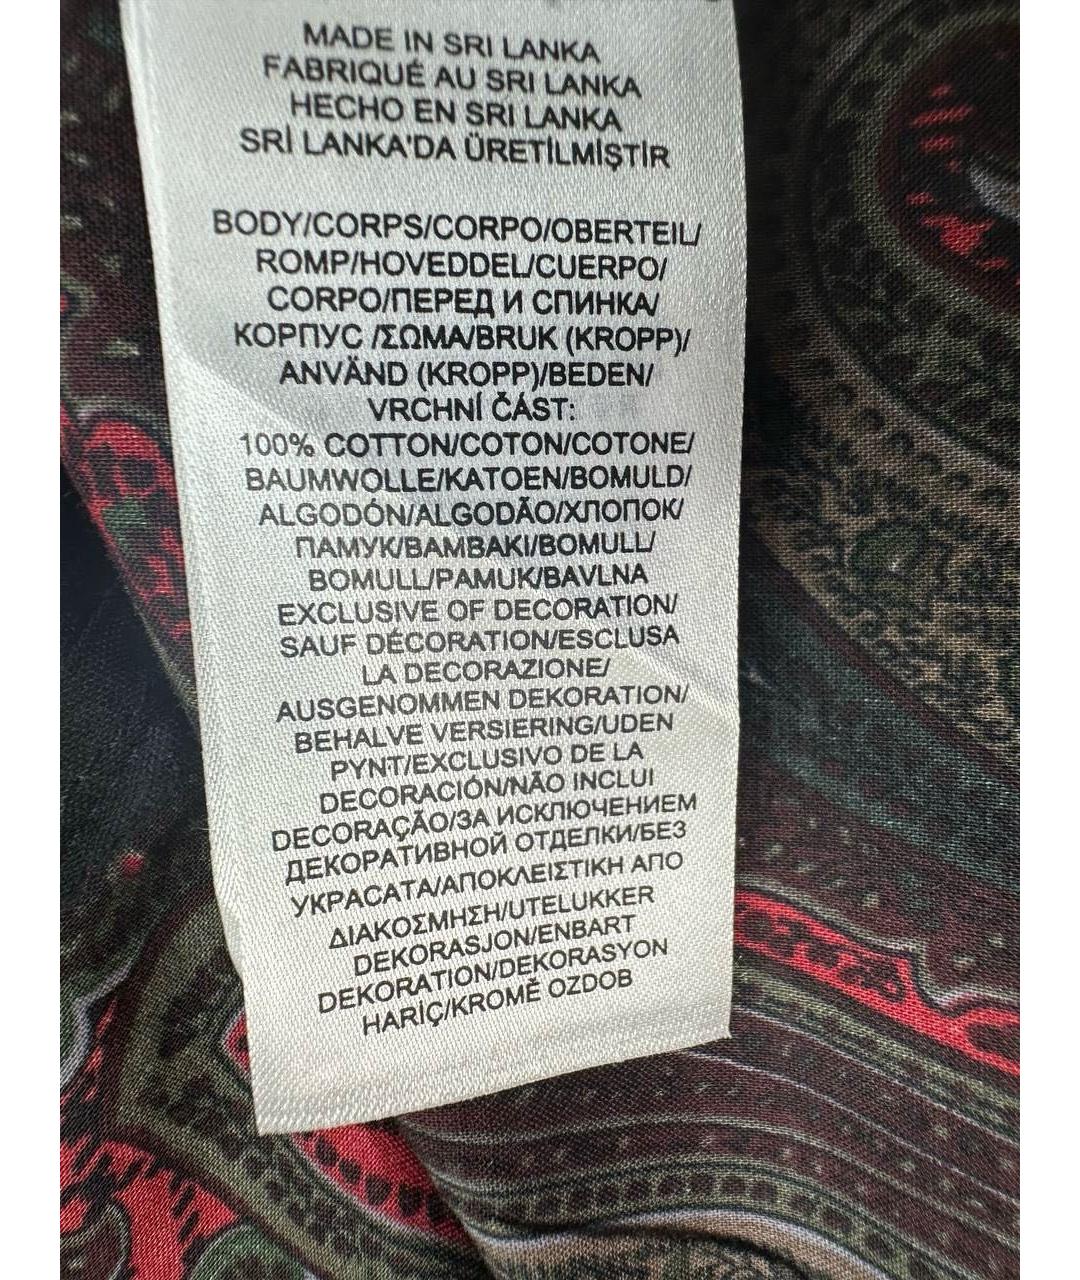 MADE IN SRI LANKA
FABRIQUÉ AU SRI LANKA
HECHO EN SRI LANKA
SRİ LANKA'DA ÜRETİLMİŞTİR
BODY/CORPS/CORPO/OBERTEIL/
ROMP/HOVEDDEL/CUERPO/
CORPO/ПЕРЕД И СПИНКА/
КОРПУС /ΣΩΜΑ/BRUK (KROPP)/
ANVÄND (KROPP)/BEDEN/
VRCHNÍ ČÁST:
100% COTTON/COTON/COTONE/
BAUMWOLLE/KATOEN/BOMULD/
ALGODÓN/ALGODÃO/ХЛОПОК/
ПАМУК/ΒΑΜΒΑΚΙ/BOMULL/
BOMULL/PAMUK/BAVLNA
EXCLUSIVE OF DECORATION/
SAUF DÉCORATION/ESCLUSA
LA DECORAZIONE/
AUSGENOMMEN DEKORATION/
BEHALVE VERSIERING/UDEN
PYNT/EXCLUSIVO DE LA
DECORACIÓN/NÃO INCLUI
DECORAÇÃO/ЗА ИСКЛЮЧЕНИЕМ
ДЕКОРАТИВНОЙ ОТДЕЛКИ/БЕЗ
УКРАСАТА/ΑΠΟΚΛΕΙΣΤΙΚΗ ΑΠΟ
ΔΙΑΚΟΣΜΗΣΗ/UTELUKKER
DEKORASJON/ENBART
DEKORATION/DEKORASYON
HARİÇ/KROMĚ OZDOB